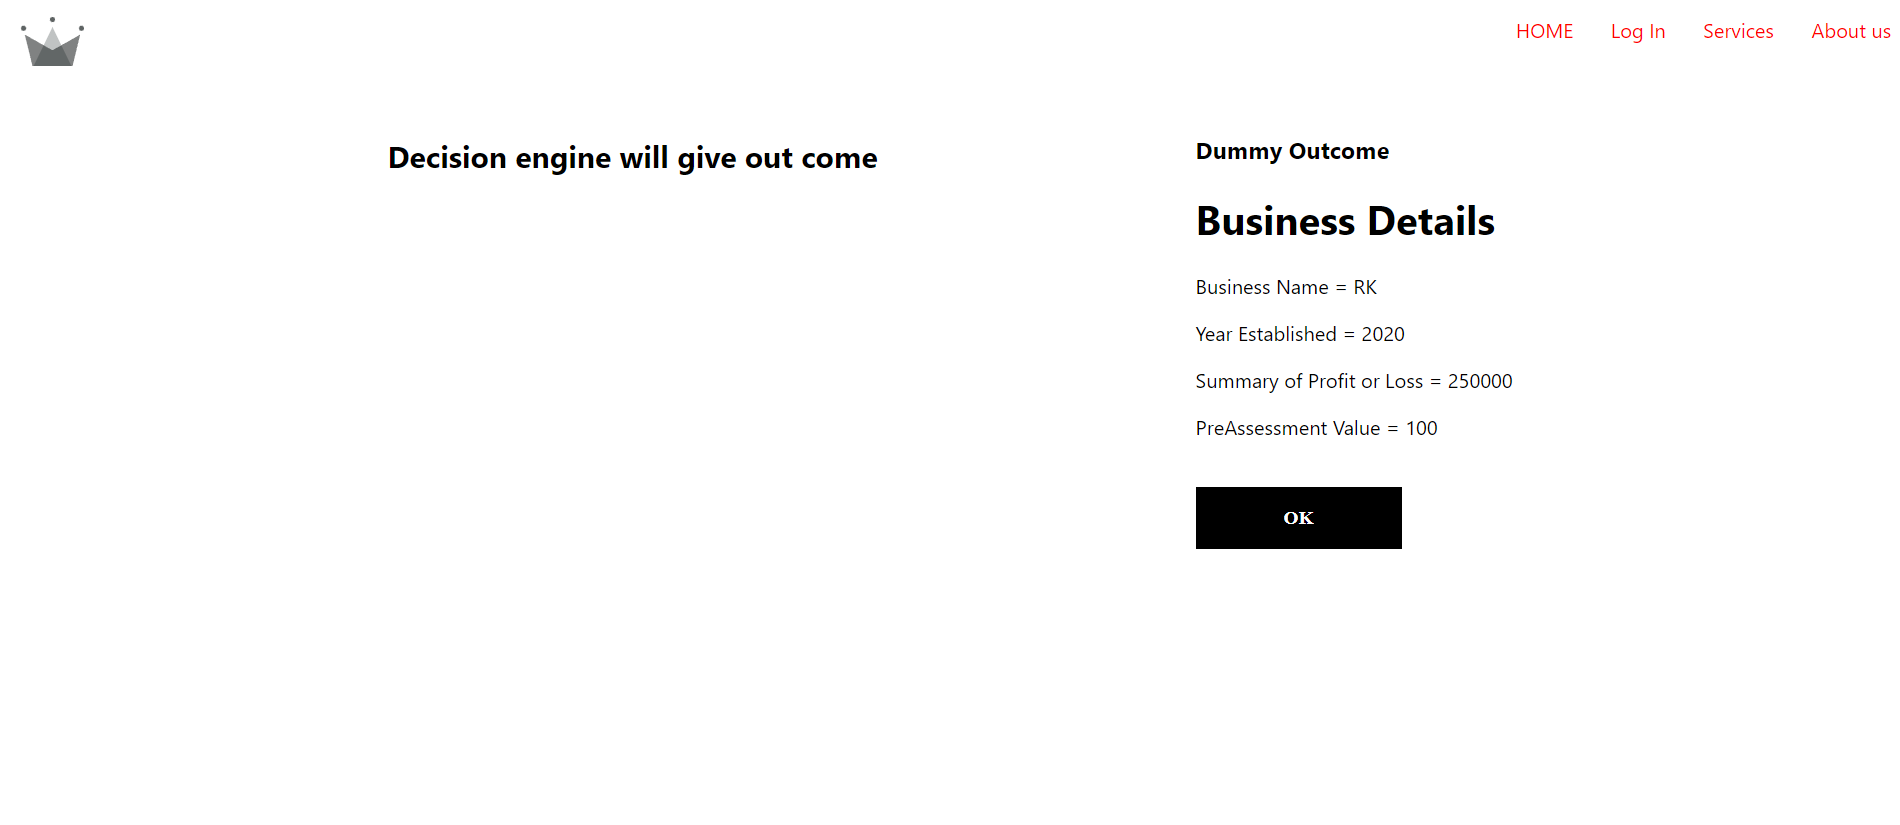 HOME Log In Services About us
Decision engine will give out come
Dummy Outcome
Business Details
Business Name = RK
Year Established = 2020
Summary of Profit or Loss = 250000
PreAssessment Value = 100
OK